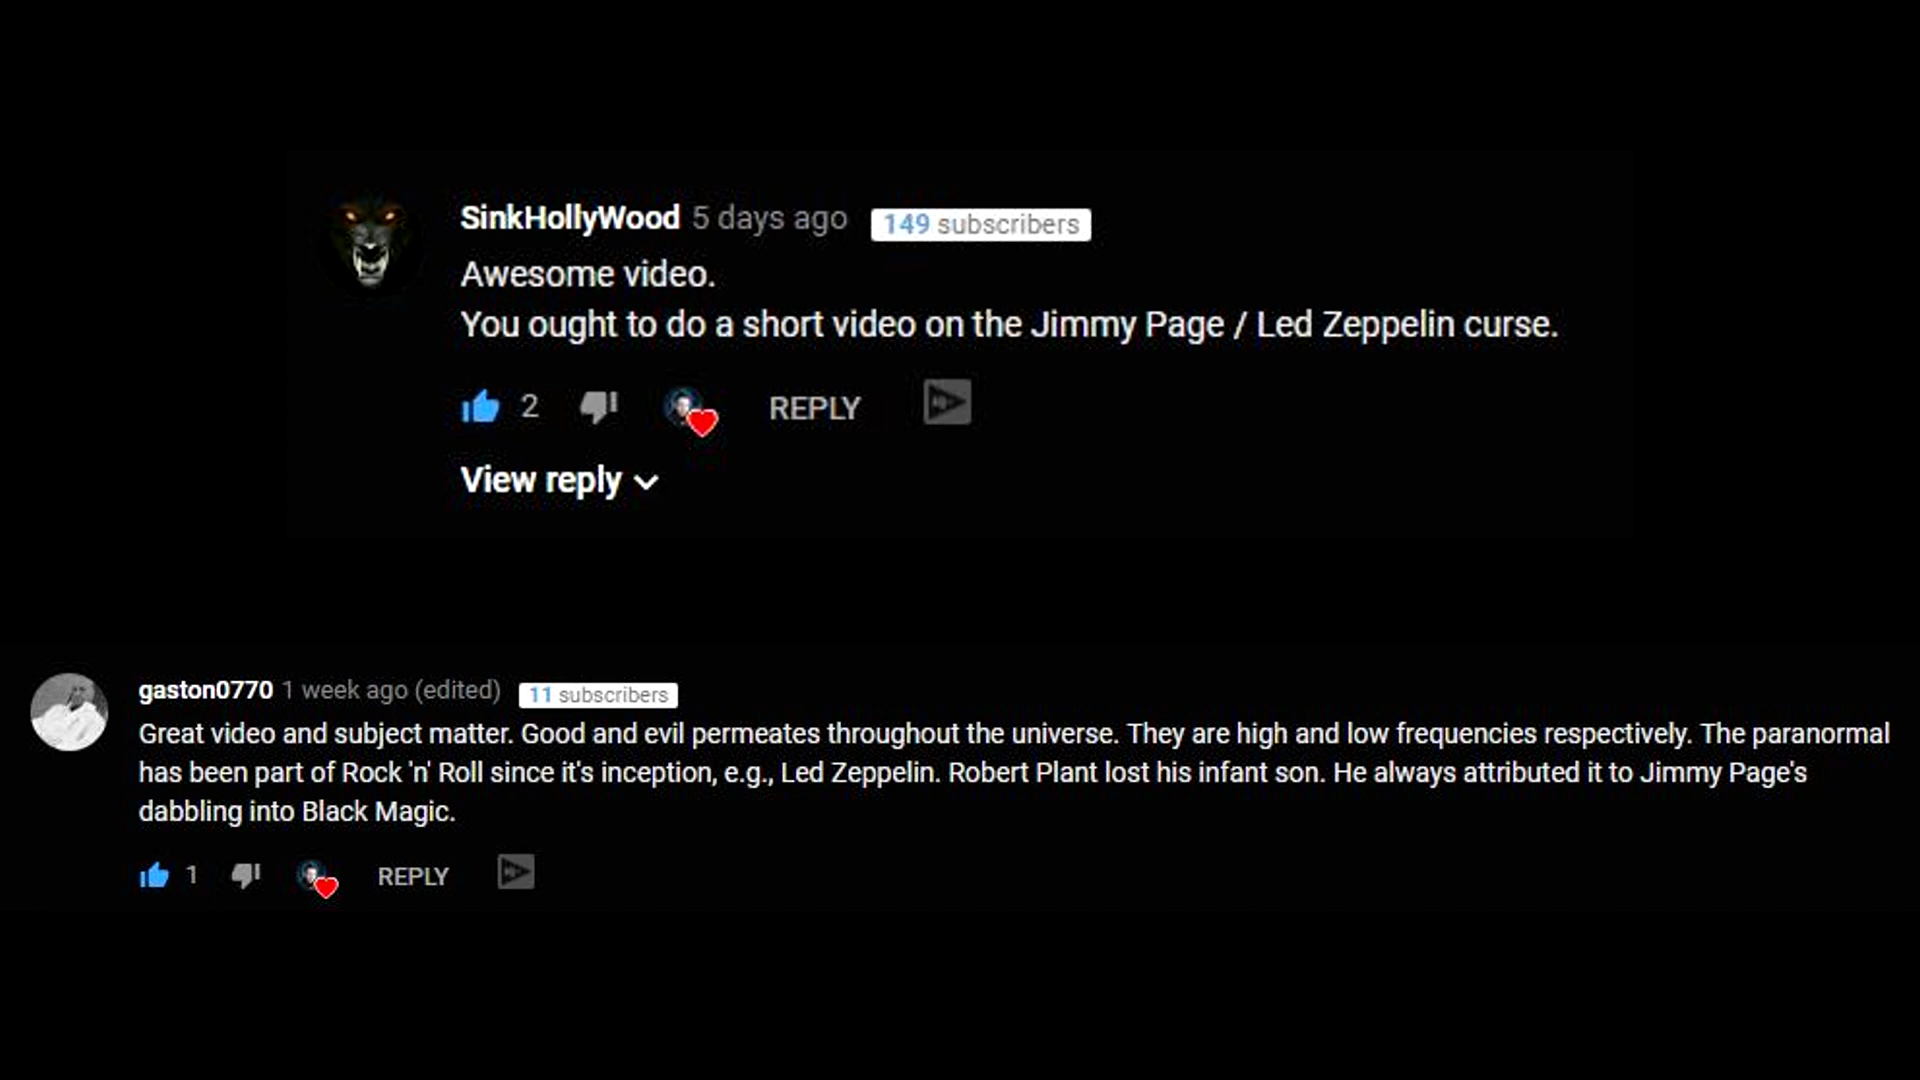 SinkHollyWood 5 days ago 149 subscribers
Awesome video.
You ought to do a short video on the Jimmy Page / Led Zeppelin curse.
2 REPLY
View reply
gaston0770 1 week ago (edited) 11 subscribers
Great video and subject matter. Good and evil permeates throughout the universe. They are high and low frequencies respectively. The paranormal
has been part of Rock 'n' Roll since it's inception, e.g., Led Zeppelin. Robert Plant lost his infant son. He always attributed it to Jimmy Page's
dabbling into Black Magic.
1 REPLY